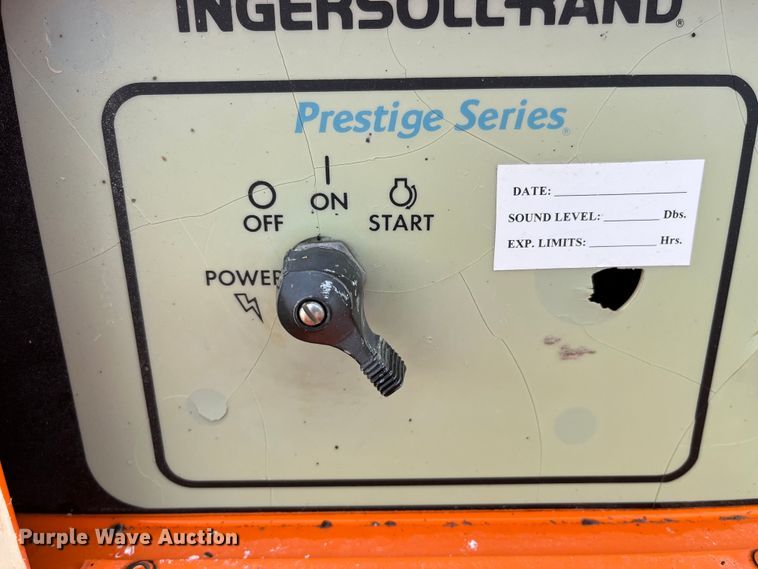 INGERSOLL-RAND®
Prestige Series®
OFF
ON
START
POWER
DATE:
SOUND LEVEL: Dbs.
EXP. LIMITS: Hrs.
Purple Wave Auction